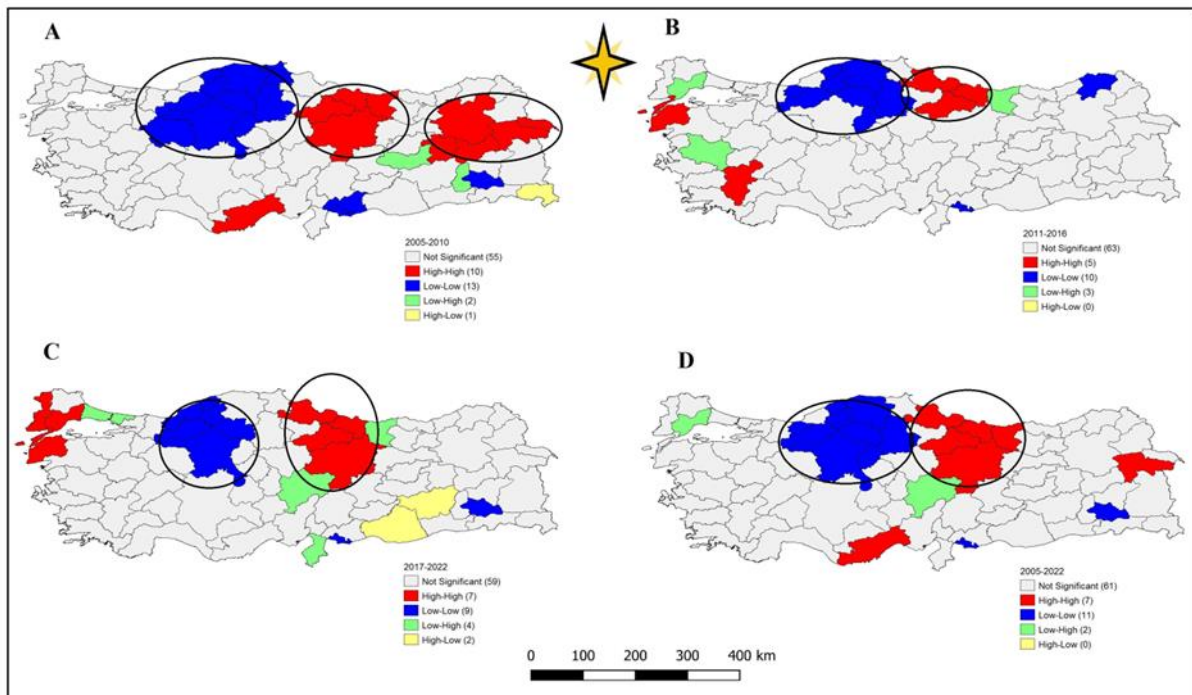 A
B
2005-2010
Not Significant (55)
High-High (10)
Low-Low (13)
Low-High (2)
High-Low (1)
2011-2016
Not Significant (63)
High-High (5)
Low-Low (10)
Low-High (3)
High-Low (0)
C
D
2017-2022
Not Significant (59)
High-High (7)
Low-Low (9)
Low-High (4)
High-Low (2)
2005-2022
Not Significant (61)
High-High (7)
Low-Low (11)
Low-High (2)
High-Low (0)
0 100 200 300 400 km